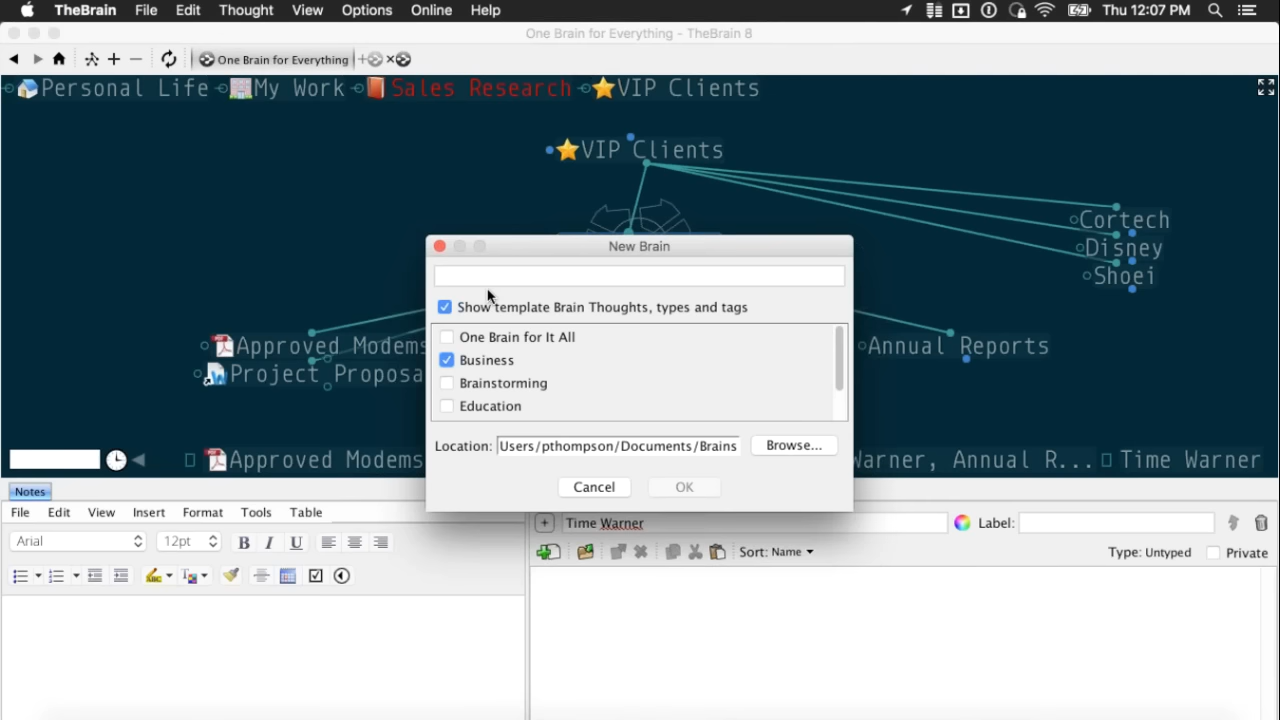 TheBrain File Edit Thought View Options Online Help Thu 12:07 PM
One Brain for Everything - TheBrain 8
One Brain for Everything
Personal Life My Work Sales Research VIP Clients
VIP Clients
Cortech
Disney
Shoei
New Brain
Show template Brain Thoughts, types and tags
One Brain for It All
Business
Brainstorming
Education
Approved Modems
Project Proposa
Annual Reports
Location: Users/pthompson/Documents/Brains Browse...
Cancel OK
Approved Modems Warner, Annual R... Time Warner
Notes
File Edit View Insert Format Tools Table
Time Warner Label:
Arial 12pt B I U
Sort: Name Type: Untyped Private
ABC T